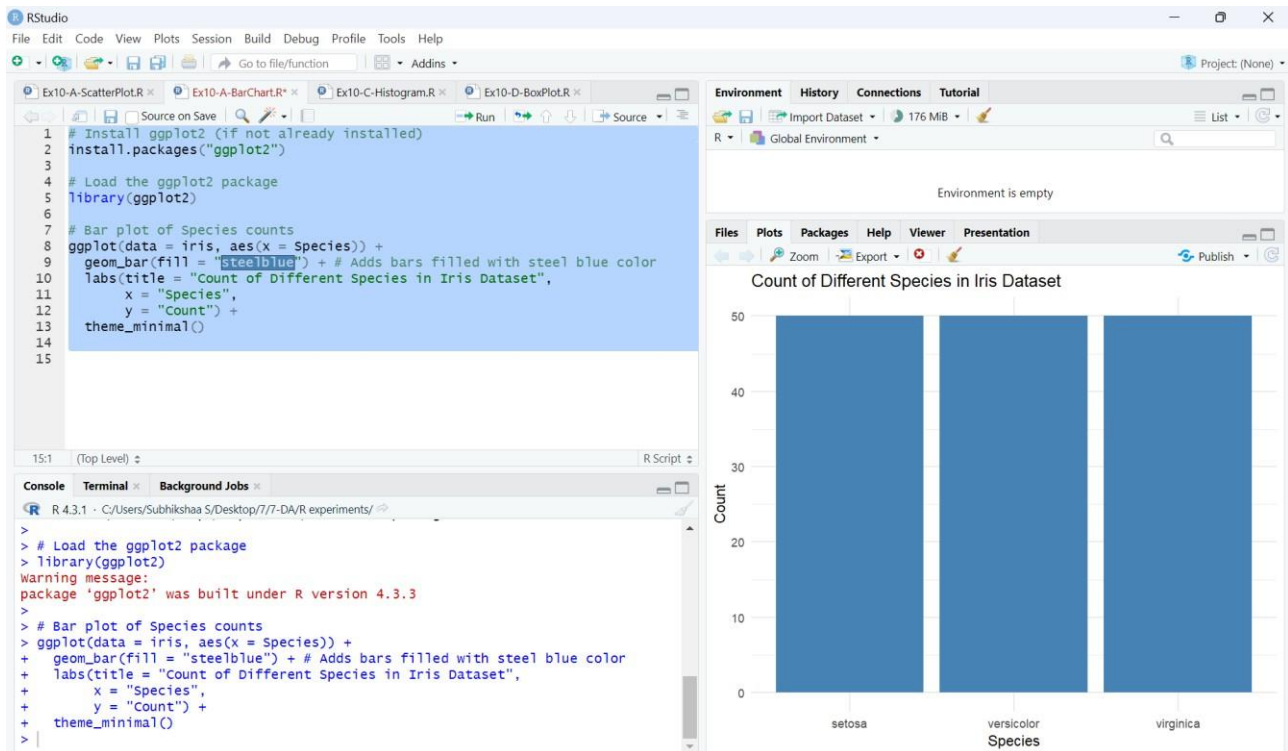 RStudio
File Edit Code View Plots Session Build Debug Profile Tools Help
Go to file/function
Addins
Project: (None)
Ex10-A-ScatterPlot.R
Ex10-A-BarChart.R*
Ex10-C-Histogram.R
Ex10-D-BoxPlot.R
Source on Save
Run
Source
1 # Install ggplot2 (if not already installed)
2 install.packages("ggplot2")
3
4 # Load the ggplot2 package
5 library(ggplot2)
6
7 # Bar plot of Species counts
8 ggplot(data = iris, aes(x = Species)) +
9 geom_bar(fill = "steelblue") + # Adds bars filled with steel blue color
10 labs(title = "Count of Different Species in Iris Dataset",
11 x = "Species",
12 y = "Count") +
13 theme_minimal()
14
15
15:1 (Top Level) R Script
Console Terminal Background Jobs
R 4.3.1 · C:/Users/Subhikshaa S/Desktop/7/7-DA/R experiments/
>
> # Load the ggplot2 package
> library(ggplot2)
Warning message:
package ‘ggplot2’ was built under R version 4.3.3
>
> # Bar plot of Species counts
> ggplot(data = iris, aes(x = Species)) +
+ geom_bar(fill = "steelblue") + # Adds bars filled with steel blue color
+ labs(title = "Count of Different Species in Iris Dataset",
+ x = "Species",
+ y = "Count") +
+ theme_minimal()
>
Environment History Connections Tutorial
Import Dataset 176 MiB List
R Global Environment
Environment is empty
Files Plots Packages Help Viewer Presentation
Zoom Export Publish
Count of Different Species in Iris Dataset
50
40
30
20
10
0
Count
setosa versicolor virginica
Species